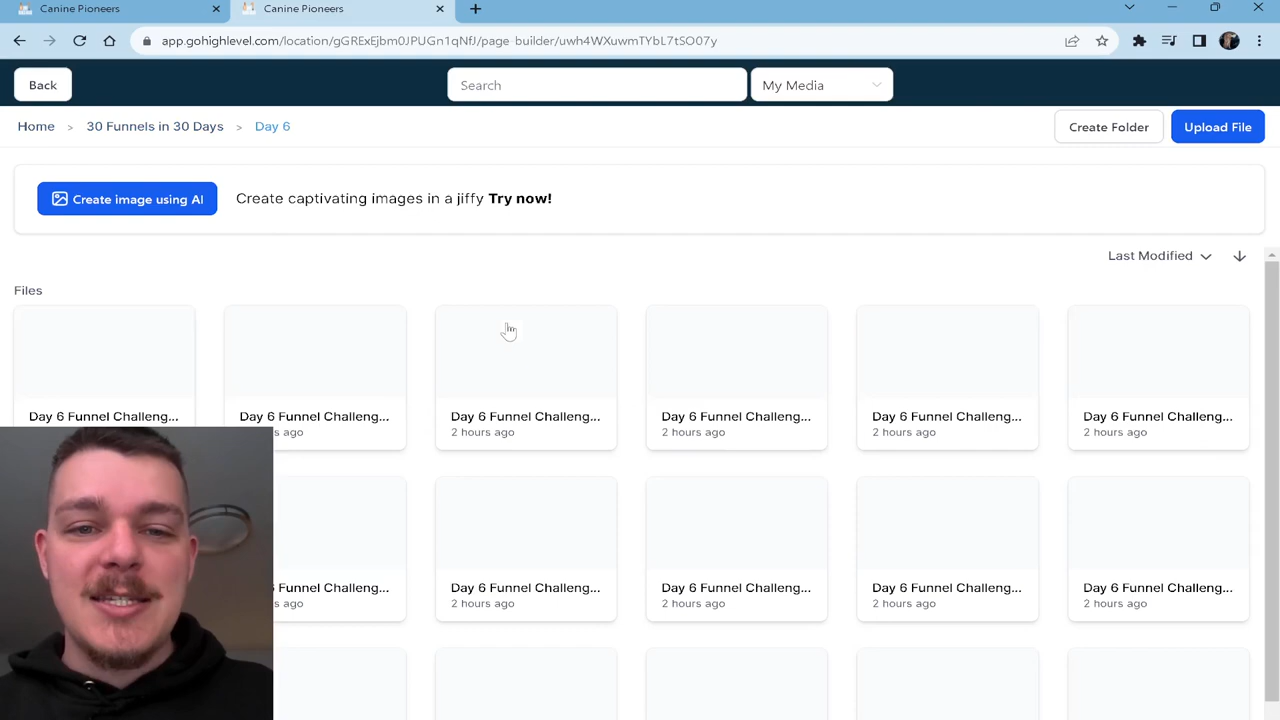 Canine Pioneers
Canine Pioneers
app.gohighlevel.com/location/gGRExEjbm0JPUGn1qNfJ/page-builder/uwh4WXuwmTYbL7tSO07y
Back
Search
My Media
Home > 30 Funnels in 30 Days > Day 6
Create Folder
Upload File
Create image using AI
Create captivating images in a jiffy Try now!
Last Modified
Files
Day 6 Funnel Challeng...
Day 6 Funnel Challeng...
Day 6 Funnel Challeng...
Day 6 Funnel Challeng...
Day 6 Funnel Challeng...
Day 6 Funnel Challeng...
s ago
2 hours ago
2 hours ago
2 hours ago
2 hours ago
Funnel Challeng...
Day 6 Funnel Challeng...
Day 6 Funnel Challeng...
Day 6 Funnel Challeng...
Day 6 Funnel Challeng...
s ago
2 hours ago
2 hours ago
2 hours ago
2 hours ago